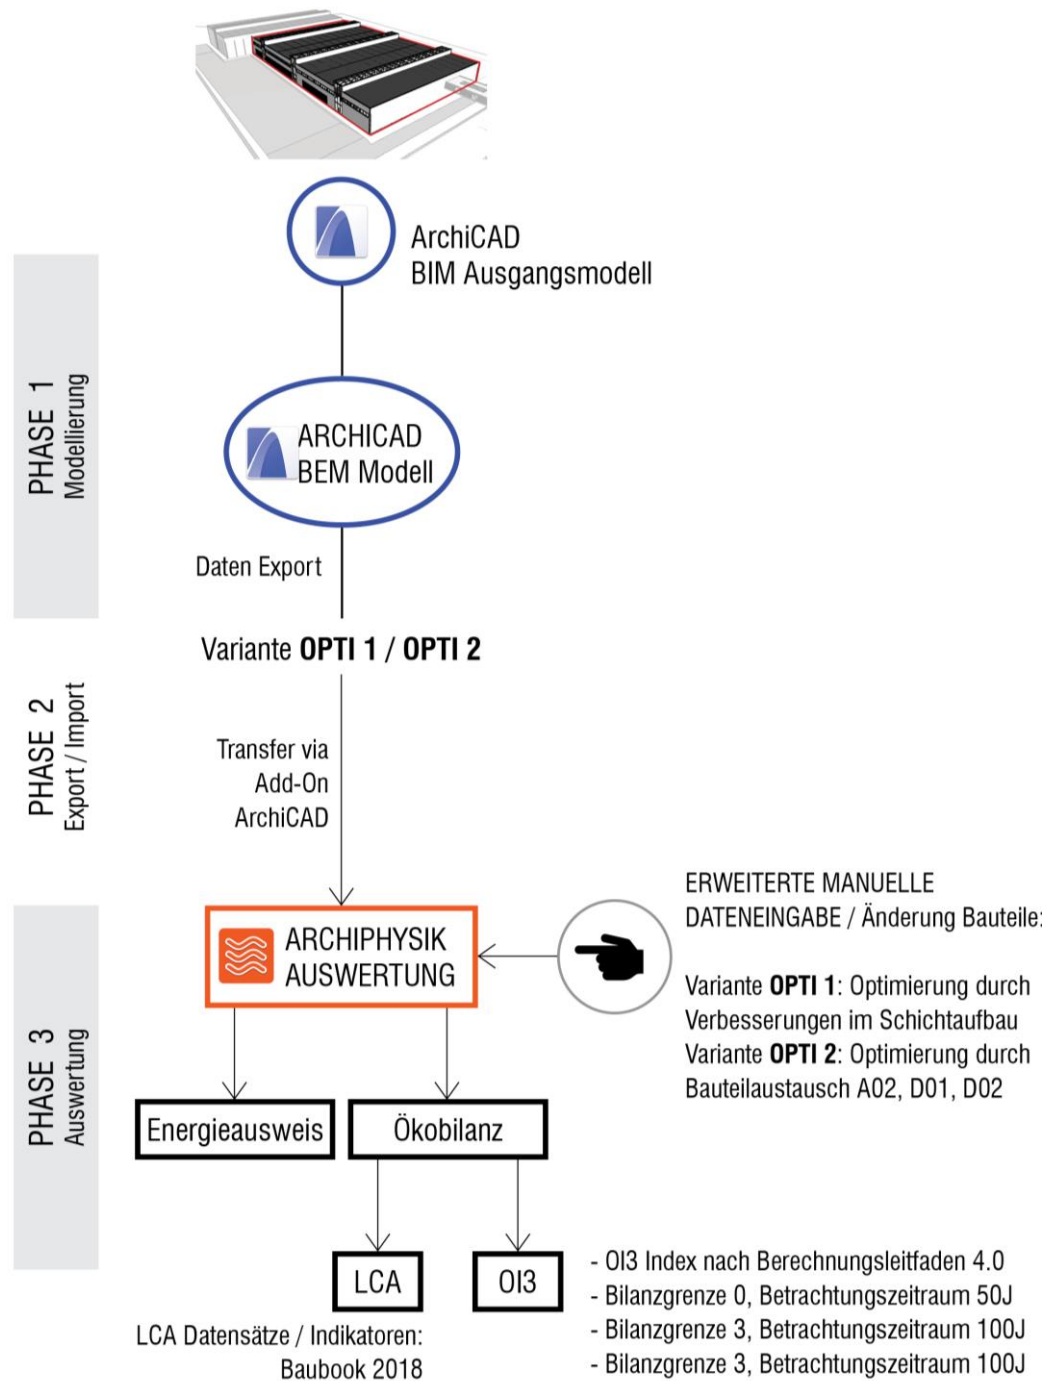 ArchiCAD
BIM Ausgangsmodell
PHASE 1
Modellierung
ARCHICAD
BEM Modell
Daten Export
Variante OPTI 1 / OPTI 2
PHASE 2
Export / Import
Transfer via
Add-On
ArchiCAD
ERWEITERTE MANUELLE
DATENEINGABE / Änderung Bauteile:
Variante OPTI 1: Optimierung durch
Verbesserungen im Schichtaufbau
Variante OPTI 2: Optimierung durch
Bauteilaustausch A02, D01, D02
PHASE 3
Auswertung
ARCHIPHYSIK
AUSWERTUNG
Energieausweis
Ökobilanz
LCA
OI3
LCA Datensätze / Indikatoren:
Baubook 2018
- OI3 Index nach Berechnungsleitfaden 4.0
- Bilanzgrenze 0, Betrachtungszeitraum 50J
- Bilanzgrenze 3, Betrachtungszeitraum 100J
- Bilanzgrenze 3, Betrachtungszeitraum 100J